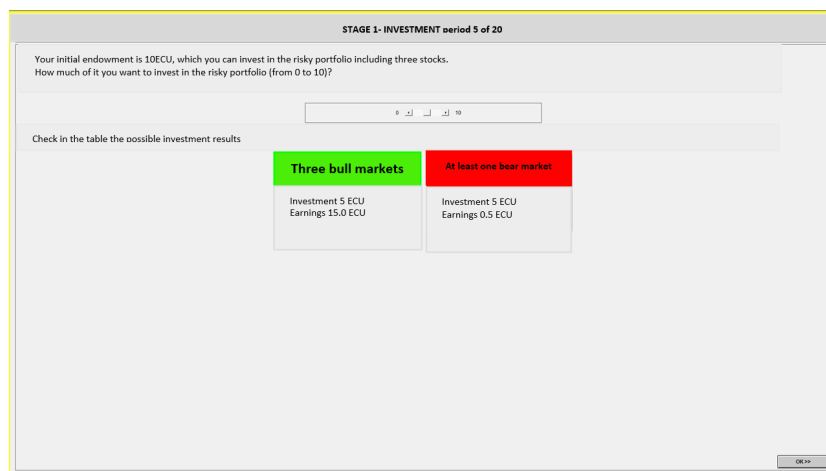 STAGE 1- INVESTMENT period 5 of 20
Your initial endowment is 10ECU, which you can invest in the risky portfolio including three stocks.
How much of it you want to invest in the risky portfolio (from 0 to 10)?
0 10
Check in the table the possible investment results
Three bull markets At least one bear market
Investment 5 ECU
Earnings 15.0 ECU
Investment 5 ECU
Earnings 0.5 ECU
OK >>